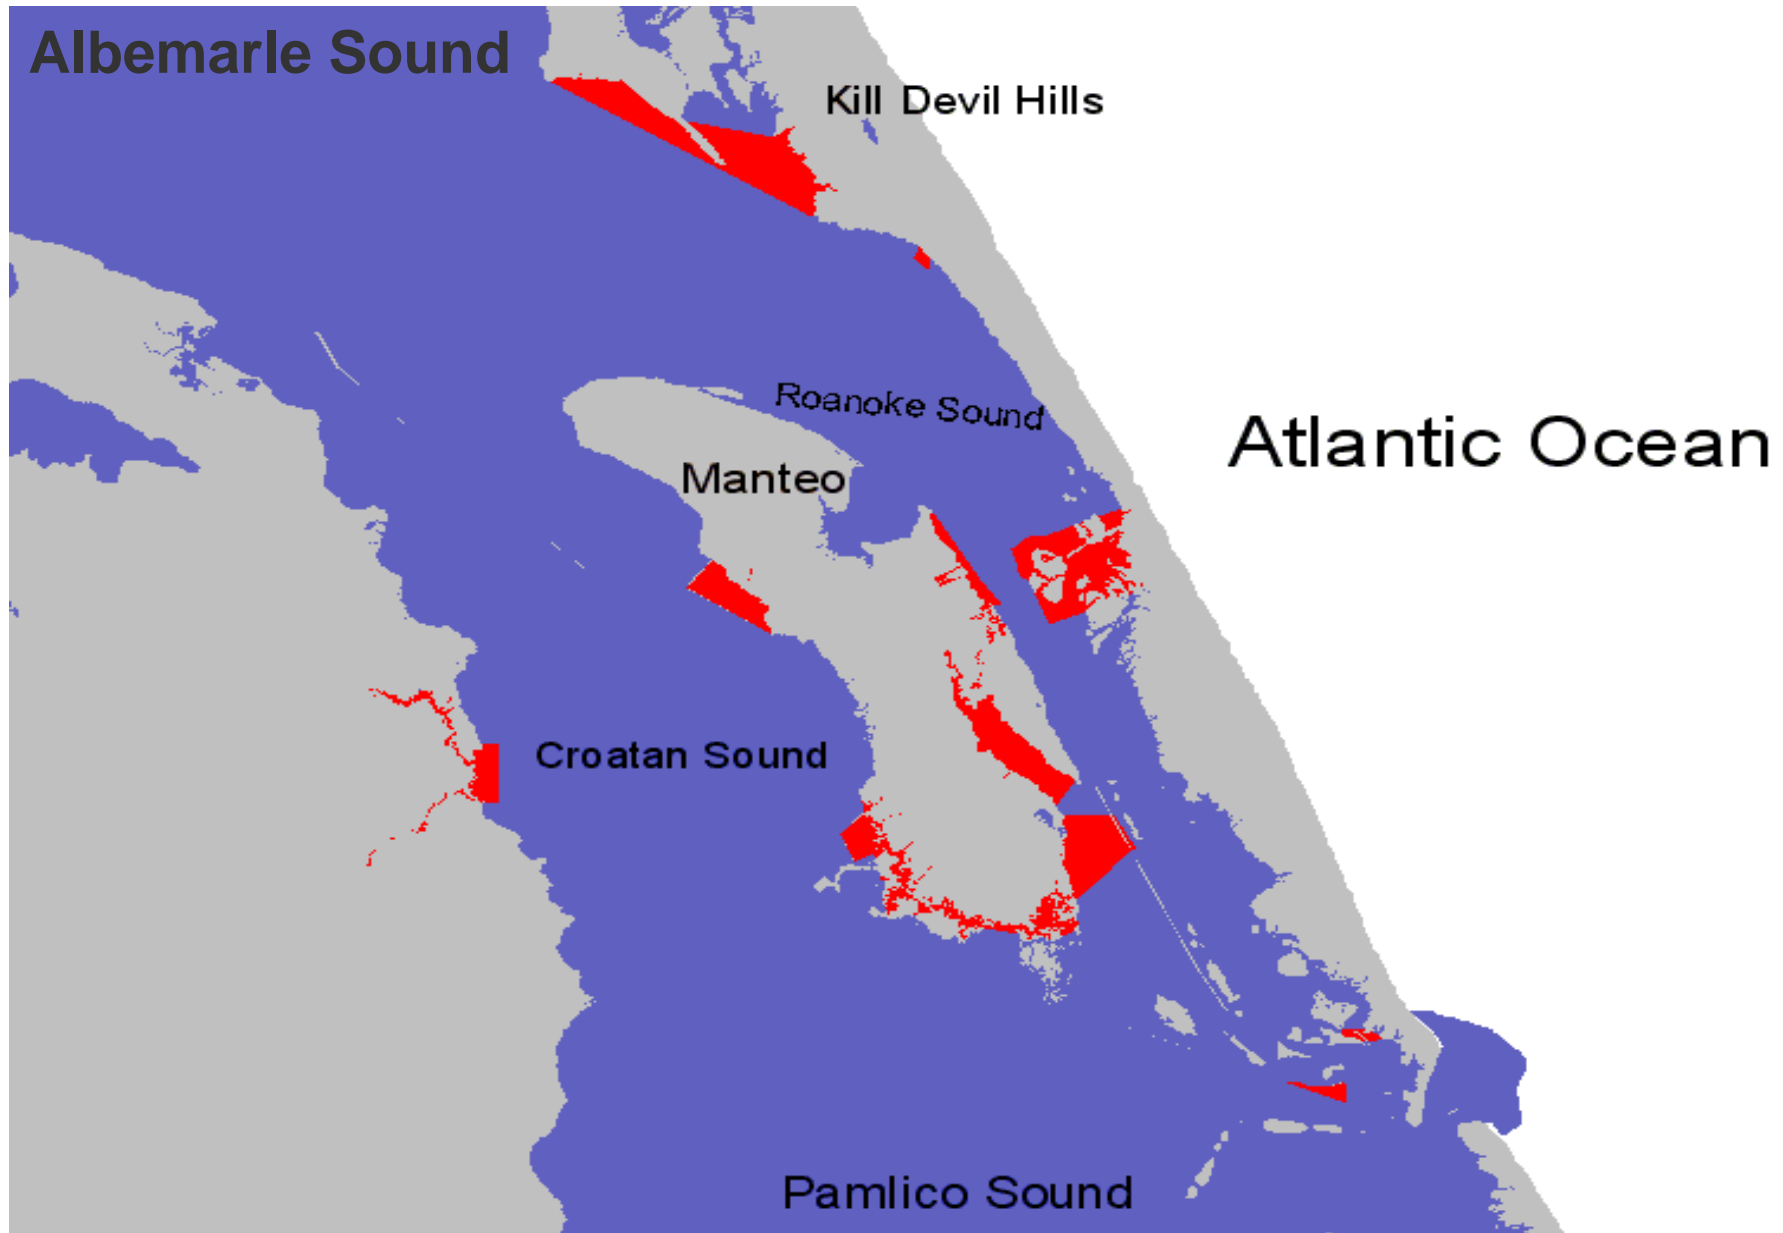 Albemarle Sound
Kill Devil Hills
Roanoke Sound
Atlantic Ocean
Manteo
Croatan Sound
Pamlico Sound